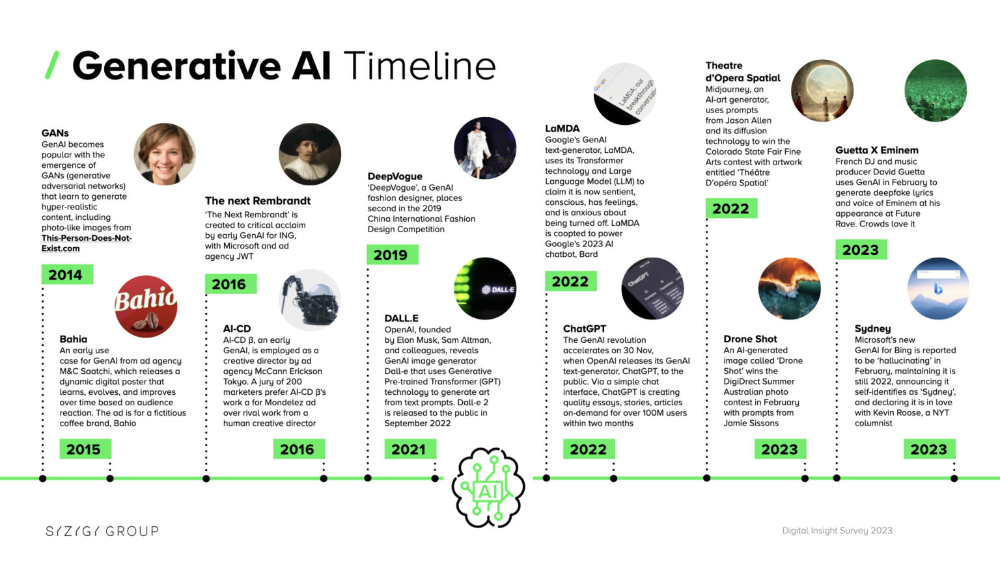 / Generative AI Timeline
GANs
GenAI becomes
popular with the
emergence of
GANs (generative
adversarial networks)
that learn to generate
hyper-realistic
content, including
photo-like images from
This-Person-Does-Not-
Exist.com
2014
Bahio
Bahia
An early use
case for GenAI from ad agency
M&C Saatchi, which releases a
dynamic digital poster that
learns, evolves, and improves
over time based on audience
reaction. The ad is for a fictitious
coffee brand, Bahio
2015
The next Rembrandt
‘The Next Rembrandt’ is
created to critical acclaim
by early GenAI for ING,
with Microsoft and ad
agency JWT
2016
AI-CD
AI-CD β, an early
GenAI, is employed as a
creative director by ad
agency McCann Erickson
Tokyo. A jury of 200
marketers prefer AI-CD β's
work a for Mondelez ad
over rival work from a
human creative director
2016
DeepVogue
‘DeepVogue’, a GenAI
fashion designer, places
second in the 2019
China International Fashion
Design Competition
2019
DALL·E
DALL.E
OpenAI, founded
by Elon Musk, Sam Altman,
and colleagues, reveals
GenAI image generator
Dall-e that uses Generative
Pre-trained Transformer (GPT)
technology to generate art
from text prompts. Dall-e 2
is released to the public in
September 2022
2021
AI
Google
LaMDA: our
breakthrough
conversati
LaMDA
Google's GenAI
text-generator, LaMDA,
uses its Transformer
technology and Large
Language Model (LLM) to
claim it is now sentient,
conscious, has feelings,
and is anxious about
being turned off. LaMDA
is coopted to power
Google's 2023 AI
chatbot, Bard
2022
ChatGPT
ChatGPT
The GenAI revolution
accelerates on 30 Nov,
when OpenAI releases its GenAI
text-generator, ChatGPT, to the
public. Via a simple chat
interface, ChatGPT is creating
quality essays, stories, articles
on-demand for over 100M users
within two months
2022
Theatre
d’Opera Spatial
Midjourney, an
AI-art generator,
uses prompts
from Jason Allen
and its diffusion
technology to win the
Colorado State Fair Fine
Arts contest with artwork
entitled ‘Théâtre
D’opéra Spatial’
2022
Drone Shot
An AI-generated
image called ‘Drone
Shot’ wins the
DigiDirect Summer
Australian photo
contest in February
with prompts from
Jamie Sissons
2023
Guetta X Eminem
French DJ and music
producer David Guetta
uses GenAI in February to
generate deepfake lyrics
and voice of Eminem at his
appearance at Future
Rave. Crowds love it
2023
Sydney
Microsoft’s new
GenAI for Bing is reported
to be ‘hallucinating’ in
February, maintaining it is
still 2022, announcing it
self-identifies as ‘Sydney’,
and declaring it is in love
with Kevin Roose, a NYT
columnist
2023
SYZYGY GROUP
Digital Insight Survey 2023